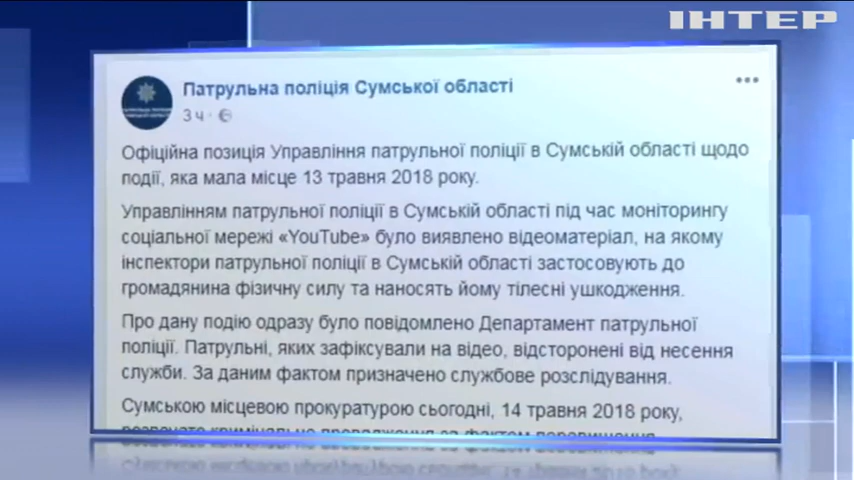 ІНТЕР
Патрульна поліція Сумської області
3 ч ·
Офіційна позиція Управління патрульної поліції в Сумській області щодо
події, яка мала місце 13 травня 2018 року.
Управлінням патрульної поліції в Сумській області під час моніторингу
соціальної мережі «YouTube» було виявлено відеоматеріал, на якому
інспектори патрульної поліції в Сумській області застосовують до
громадянина фізичну силу та наносять йому тілесні ушкодження.
Про дану подію одразу було повідомлено Департамент патрульної
поліції. Патрульні, яких зафіксували на відео, відсторонені від несення
служби. За даним фактом призначено службове розслідування.
Сумською місцевою прокуратурою сьогодні, 14 травня 2018 року,